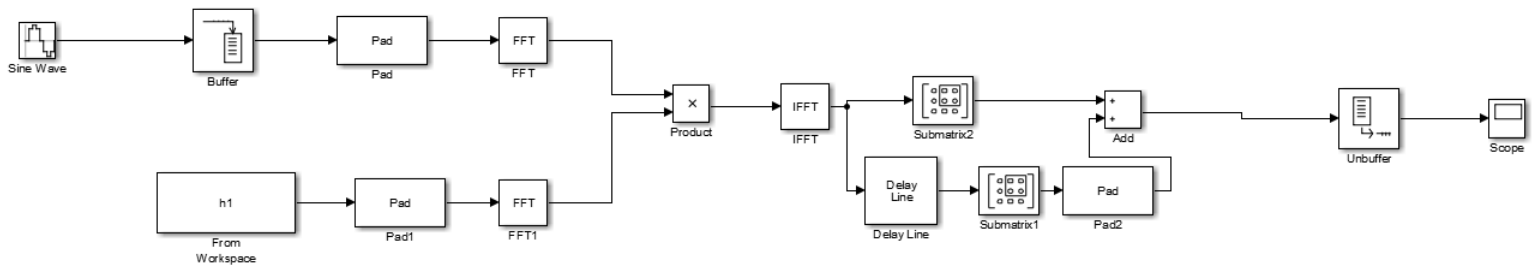 Sine Wave
Buffer
Pad
Pad
FFT
FFT
×
Product
IFFT
IFFT
Submatrix2
+
+
Add
Unbuffer
Scope
h1
From
Workspace
Pad
Pad1
FFT
FFT1
Delay
Line
Delay Line
Submatrix1
Pad
Pad2